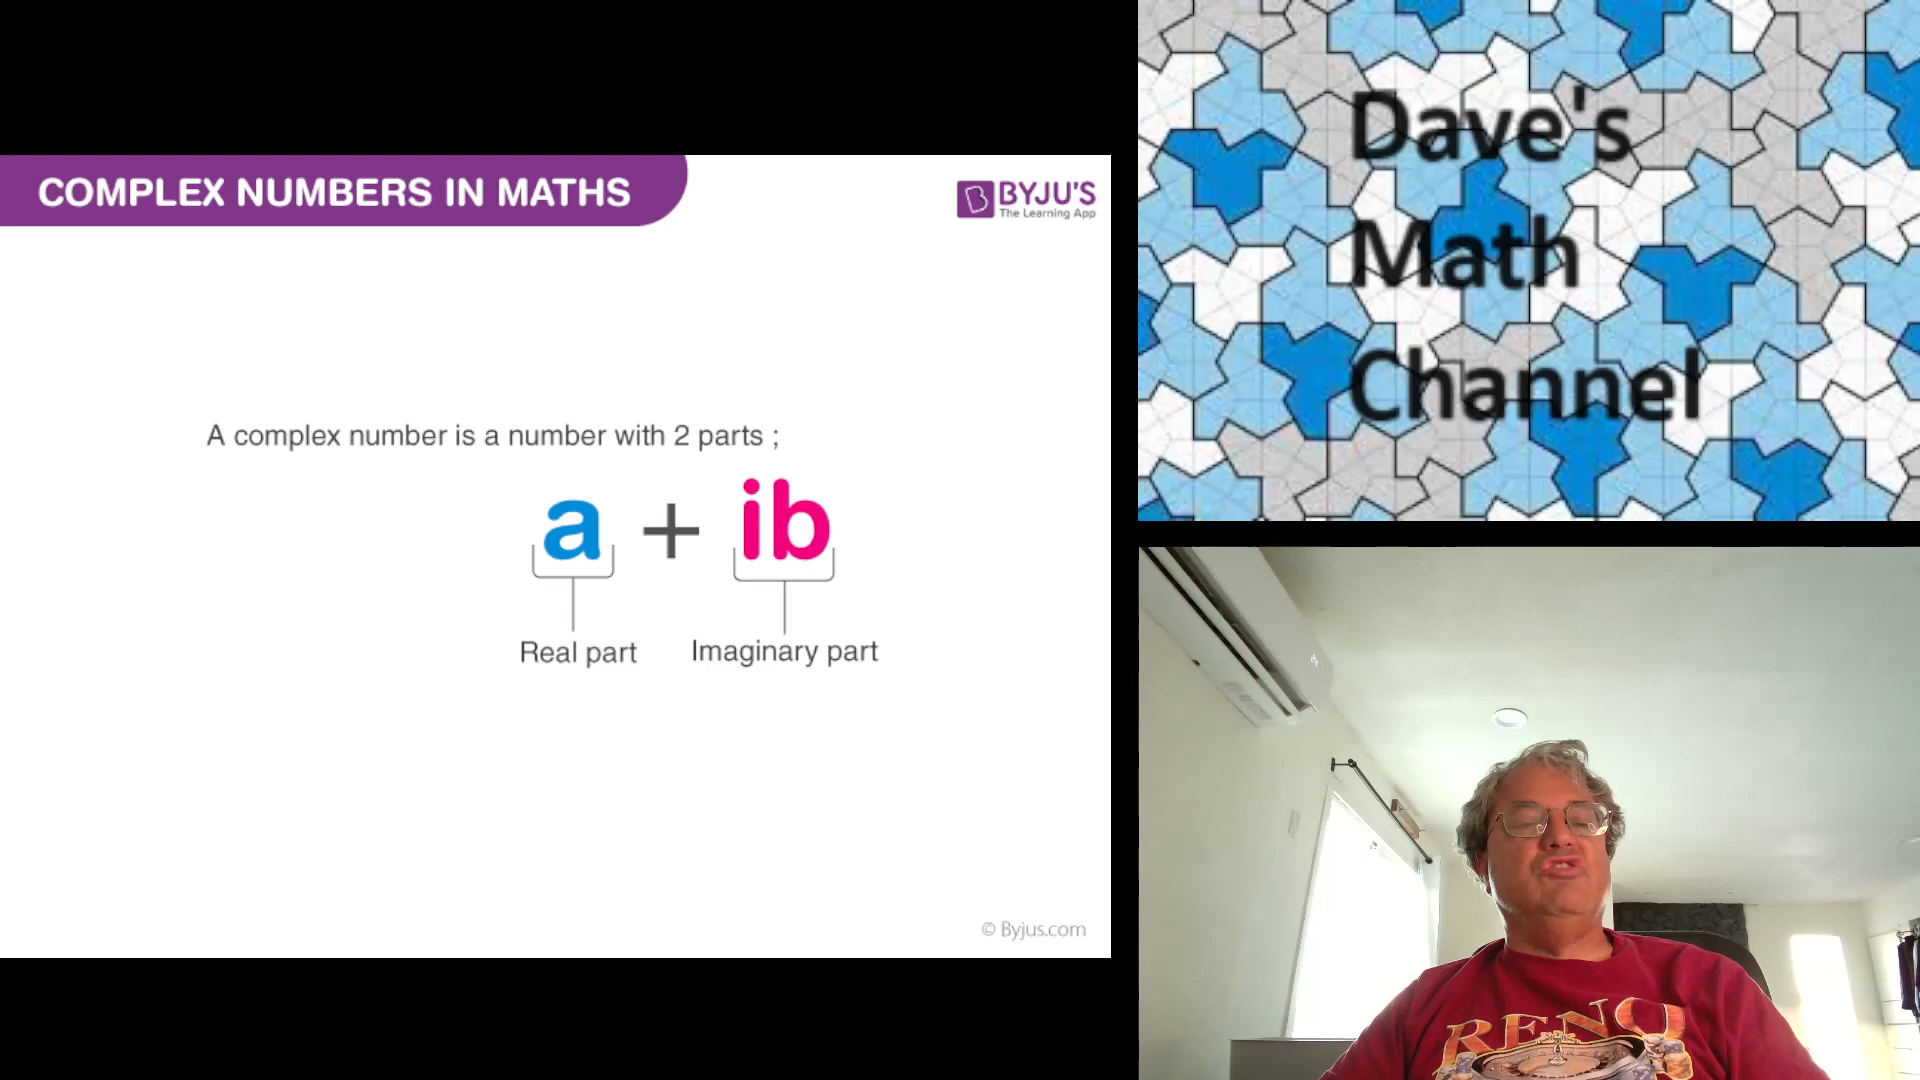 COMPLEX NUMBERS IN MATHS
BYJU'S
The Learning App
A complex number is a number with 2 parts ;
a + ib
Real part
Imaginary part
© Byjus.com
Dave's
Math
Channel
RENO